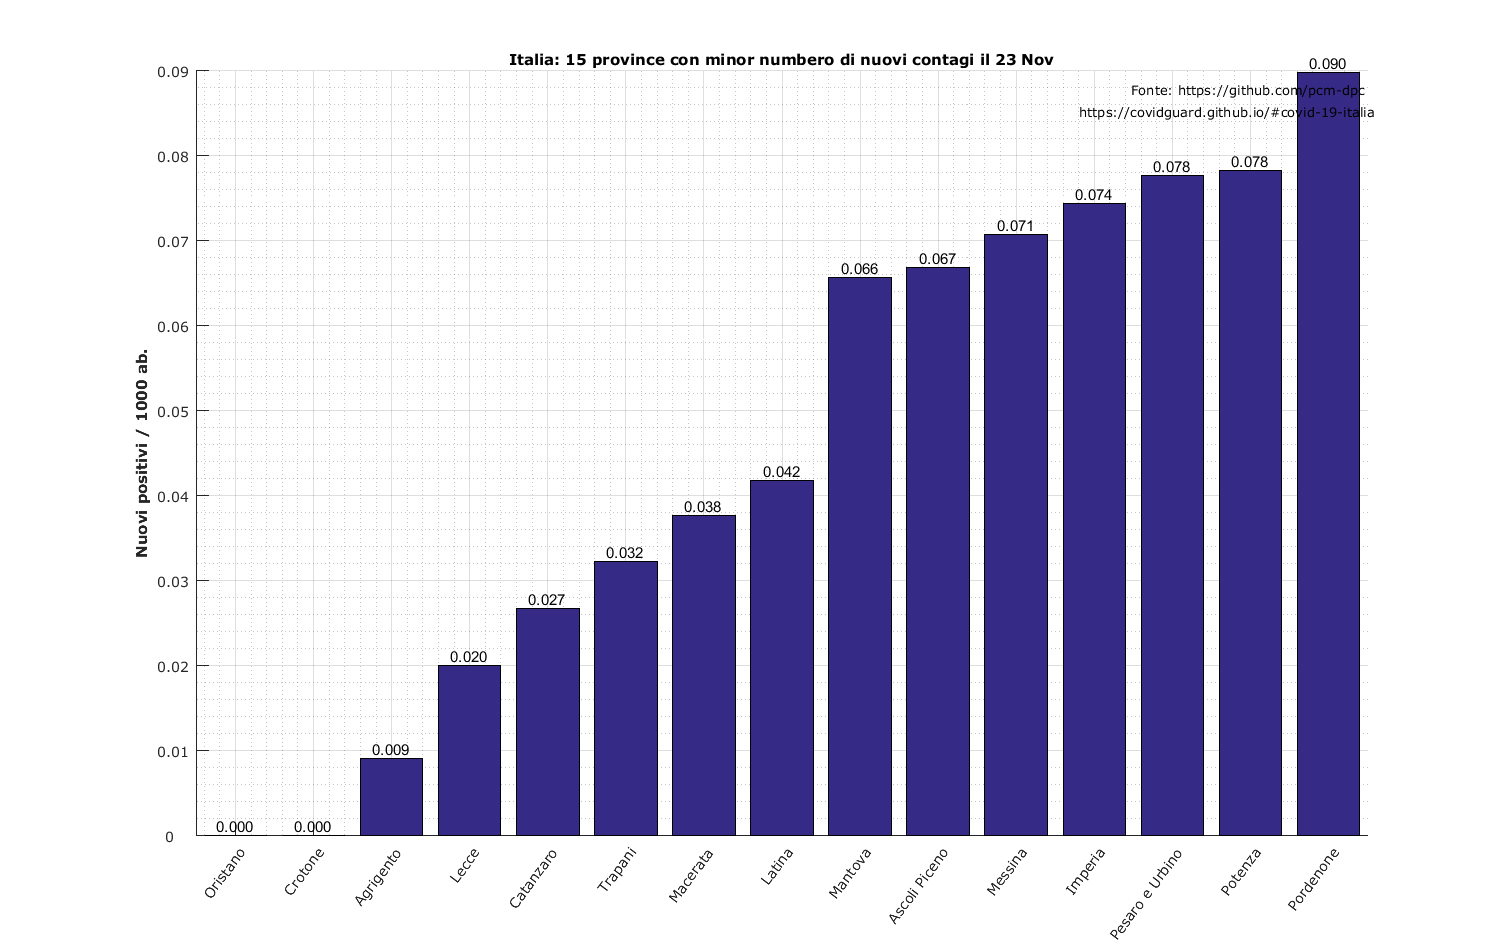 Italia: 15 province con minor numbero di nuovi contagi il 23 Nov
Fonte: https://github.com/pcm-dpc
https://covidguard.github.io/#covid-19-italia
Nuovi positivi / 1000 ab.
0.09
0.08
0.07
0.06
0.05
0.04
0.03
0.02
0.01
0
0.000
0.000
0.009
0.020
0.027
0.032
0.038
0.042
0.066
0.067
0.071
0.074
0.078
0.078
0.090
Oristano
Crotone
Agrigento
Lecce
Catanzaro
Trapani
Macerata
Latina
Mantova
Ascoli Piceno
Messina
Imperia
Pesaro e Urbino
Potenza
Pordenone